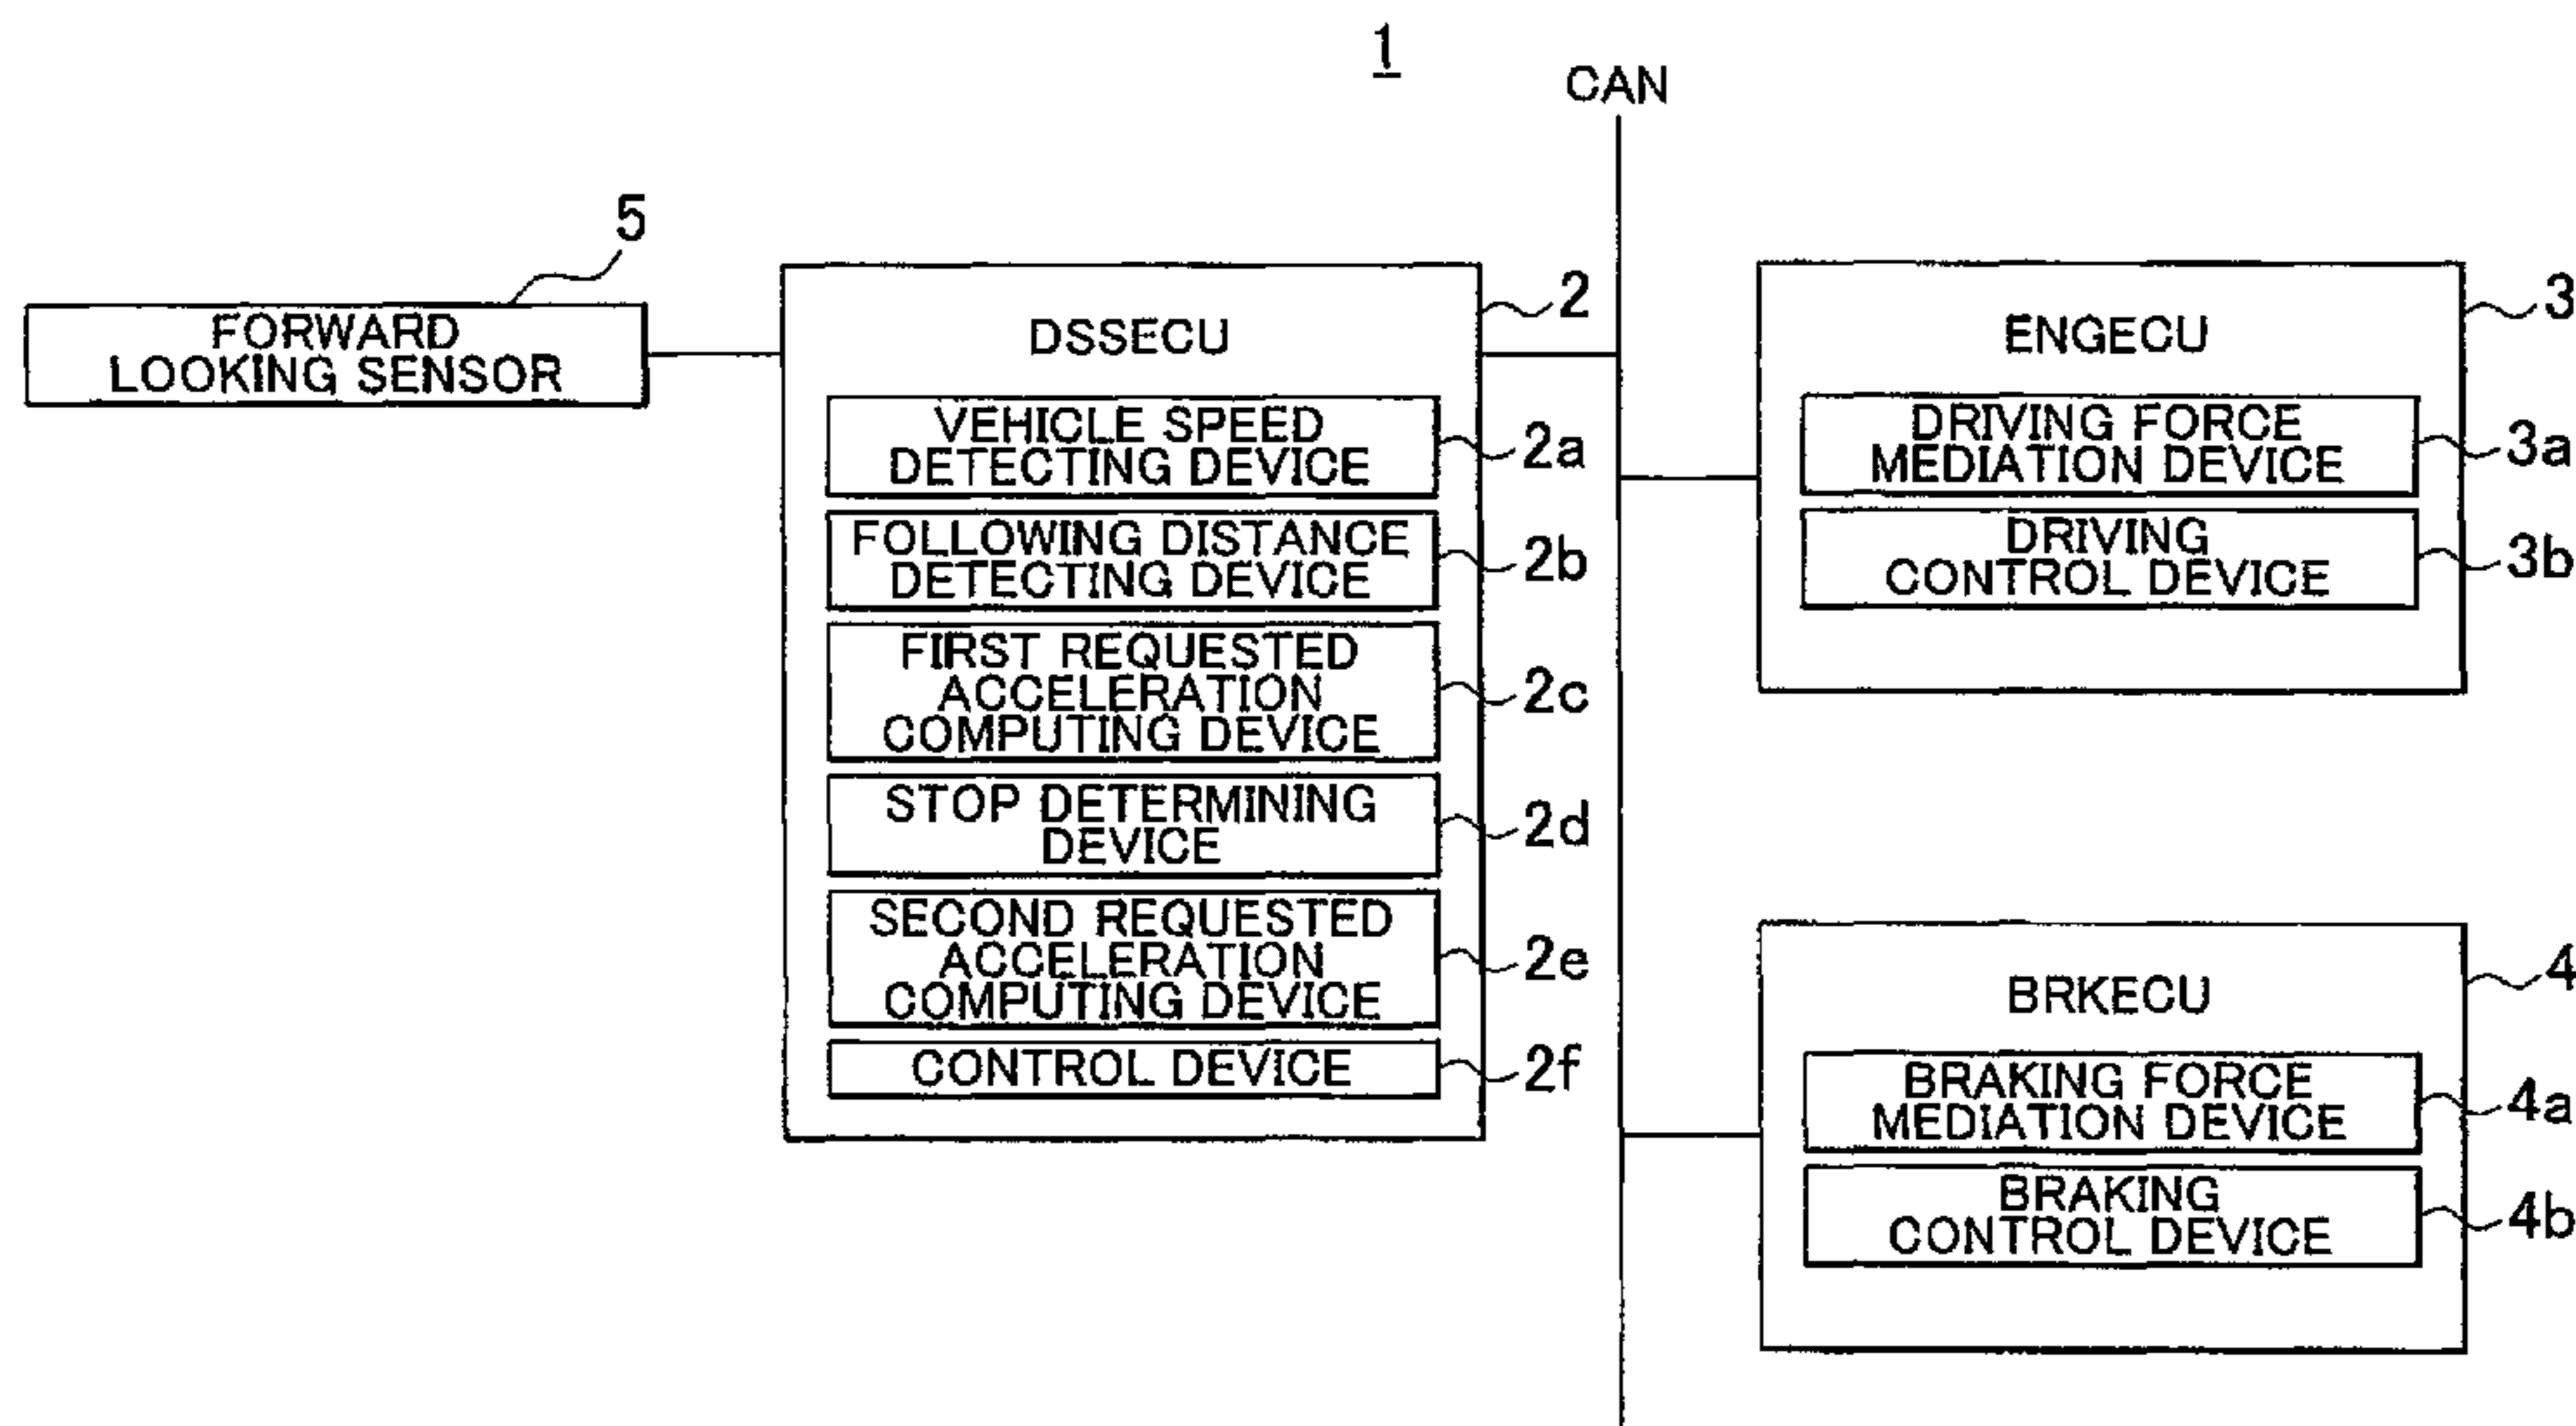 1
CAN
5
FORWARD
LOOKING SENSOR
2
DSSECU
VEHICLE SPEED
DETECTING DEVICE
2a
FOLLOWING DISTANCE
DETECTING DEVICE
2b
FIRST REQUESTED
ACCELERATION
COMPUTING DEVICE
2c
STOP DETERMINING
DEVICE
2d
SECOND REQUESTED
ACCELERATION
COMPUTING DEVICE
2e
CONTROL DEVICE
2f
3
ENGECU
DRIVING FORCE
MEDIATION DEVICE
3a
DRIVING
CONTROL DEVICE
3b
4
BRKECU
BRAKING FORCE
MEDIATION DEVICE
4a
BRAKING
CONTROL DEVICE
4b